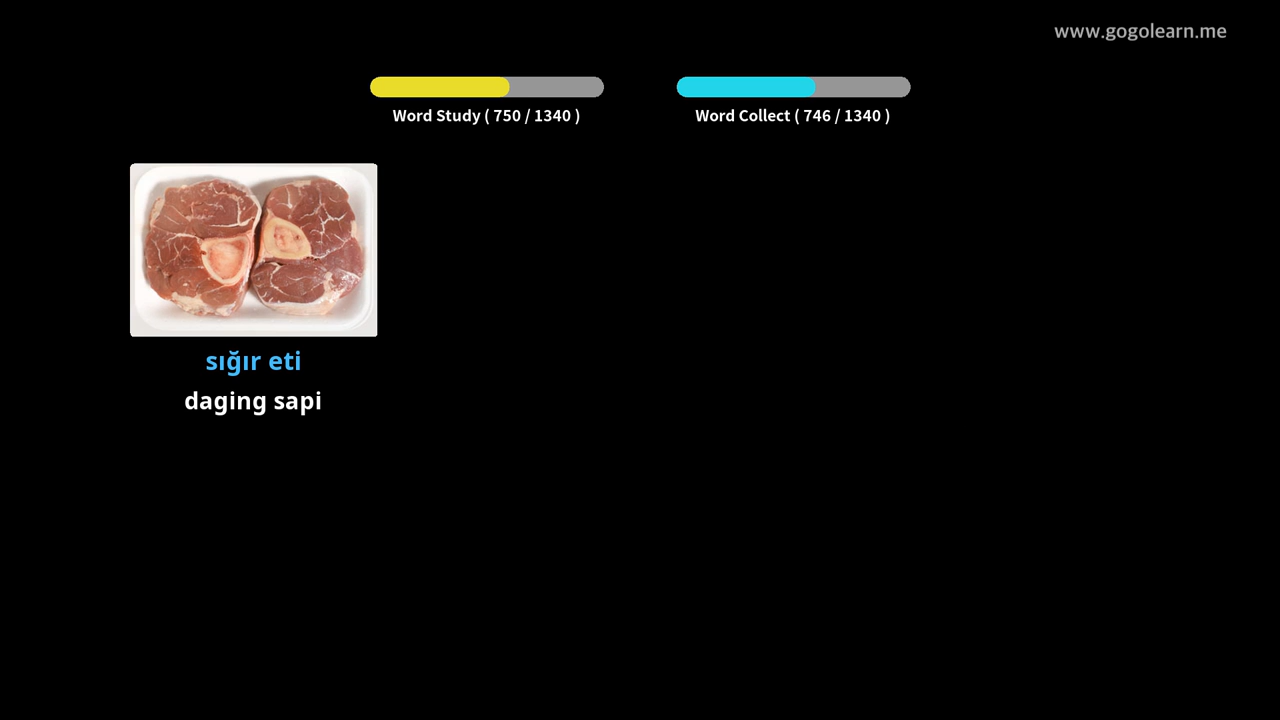 www.gogolearn.me
Word Study ( 750 / 1340 )
Word Collect ( 746 / 1340 )
sığır eti
daging sapi